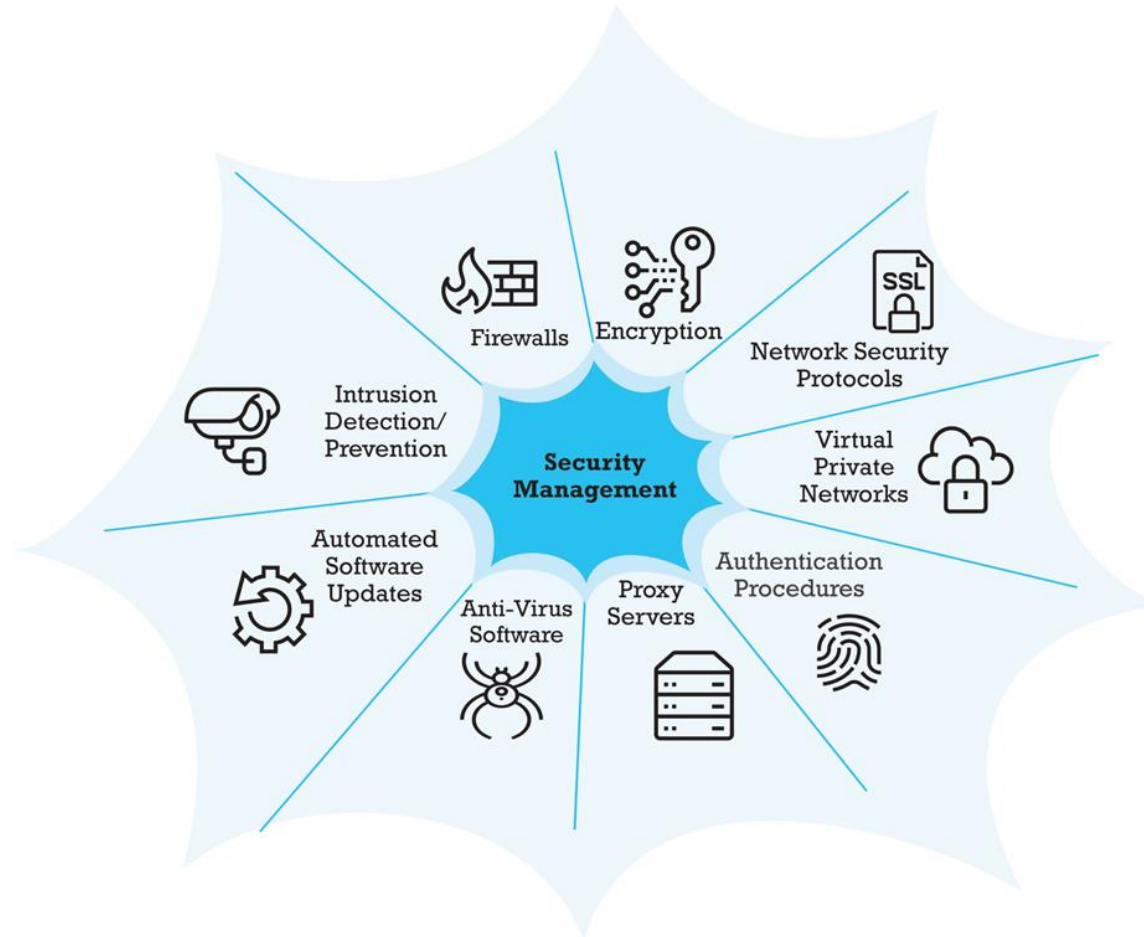 Firewalls
Encryption
SSL
Network Security
Protocols
Virtual
Private
Networks
Authentication
Procedures
Proxy
Servers
Anti-Virus
Software
Automated
Software
Updates
Intrusion
Detection/
Prevention
Security
Management